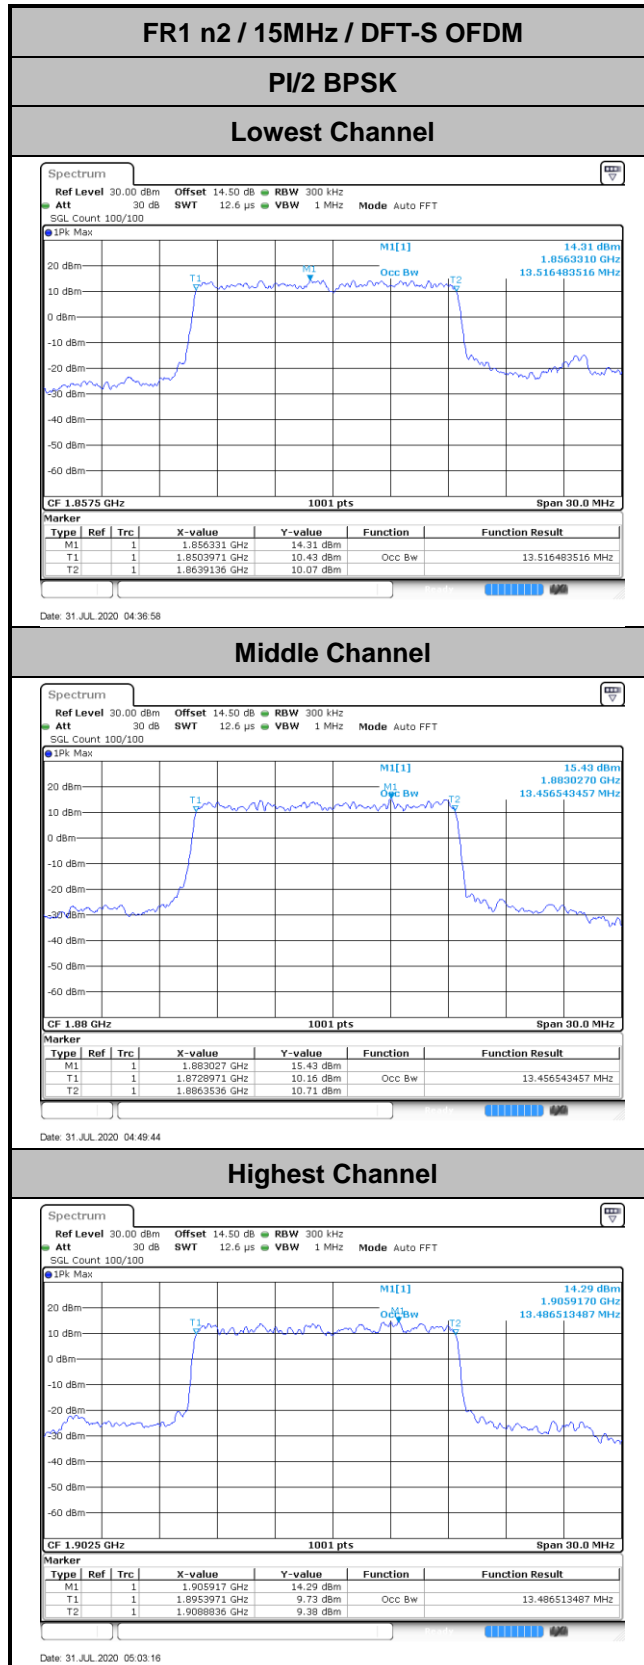 FR1 n2 / 15MHz / DFT-S OFDM
PI/2 BPSK
Lowest Channel
Spectrum
Ref Level 30.00 dBm Offset 14.50 dB RBW 300 kHz
Att 30 dB SWT 12.6 µs VBW 1 MHz Mode Auto FFT
SGL Count 100/100
1Pk Max
M1[1] 14.31 dBm
1.8563310 GHz
Occ Bw 13.516483516 MHz
T1 M1 T2
20 dBm
10 dBm
0 dBm
-10 dBm
-20 dBm
-30 dBm
-40 dBm
-50 dBm
-60 dBm
CF 1.8575 GHz 1001 pts Span 30.0 MHz
Marker
Type Ref Trc X-value Y-value Function Function Result
M1 1 1.856331 GHz 14.31 dBm
T1 1 1.8503971 GHz 10.43 dBm Occ Bw 13.516483516 MHz
T2 1 1.8639136 GHz 10.07 dBm
Date: 31.JUL.2020 04:36:58
Middle Channel
Spectrum
Ref Level 30.00 dBm Offset 14.50 dB RBW 300 kHz
Att 30 dB SWT 12.6 µs VBW 1 MHz Mode Auto FFT
SGL Count 100/100
1Pk Max
M1[1] 15.43 dBm
1.8830270 GHz
Occ Bw 13.456543457 MHz
T1 M1 T2
20 dBm
10 dBm
0 dBm
-10 dBm
-20 dBm
-30 dBm
-40 dBm
-50 dBm
-60 dBm
CF 1.88 GHz 1001 pts Span 30.0 MHz
Marker
Type Ref Trc X-value Y-value Function Function Result
M1 1 1.883027 GHz 15.43 dBm
T1 1 1.8728971 GHz 10.16 dBm Occ Bw 13.456543457 MHz
T2 1 1.8863536 GHz 10.71 dBm
Date: 31.JUL.2020 04:49:44
Highest Channel
Spectrum
Ref Level 30.00 dBm Offset 14.50 dB RBW 300 kHz
Att 30 dB SWT 12.6 µs VBW 1 MHz Mode Auto FFT
SGL Count 100/100
1Pk Max
M1[1] 14.29 dBm
1.9059170 GHz
Occ Bw 13.486513487 MHz
T1 M1 T2
20 dBm
10 dBm
0 dBm
-10 dBm
-20 dBm
-30 dBm
-40 dBm
-50 dBm
-60 dBm
CF 1.9025 GHz 1001 pts Span 30.0 MHz
Marker
Type Ref Trc X-value Y-value Function Function Result
M1 1 1.905917 GHz 14.29 dBm
T1 1 1.8953971 GHz 9.73 dBm Occ Bw 13.486513487 MHz
T2 1 1.9088836 GHz 9.38 dBm
Date: 31.JUL.2020 05:03:16